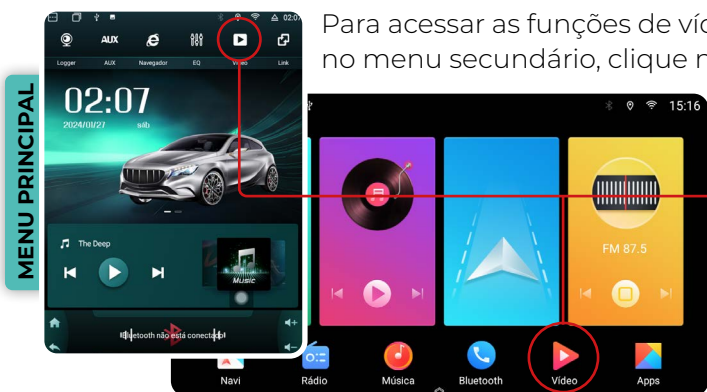 Para acessar as funções de víd
no menu secundário, clique n
MENU PRINCIPAL
02:07
Logger
AUX
AUX
Navegador
EQ
Vídeo
Link
02:07
2024/01/27
sáb
The Deep
Music
Bluetooth não está conectado!
15:16
FM 87.5
Navi
Rádio
Música
Bluetooth
Vídeo
Apps